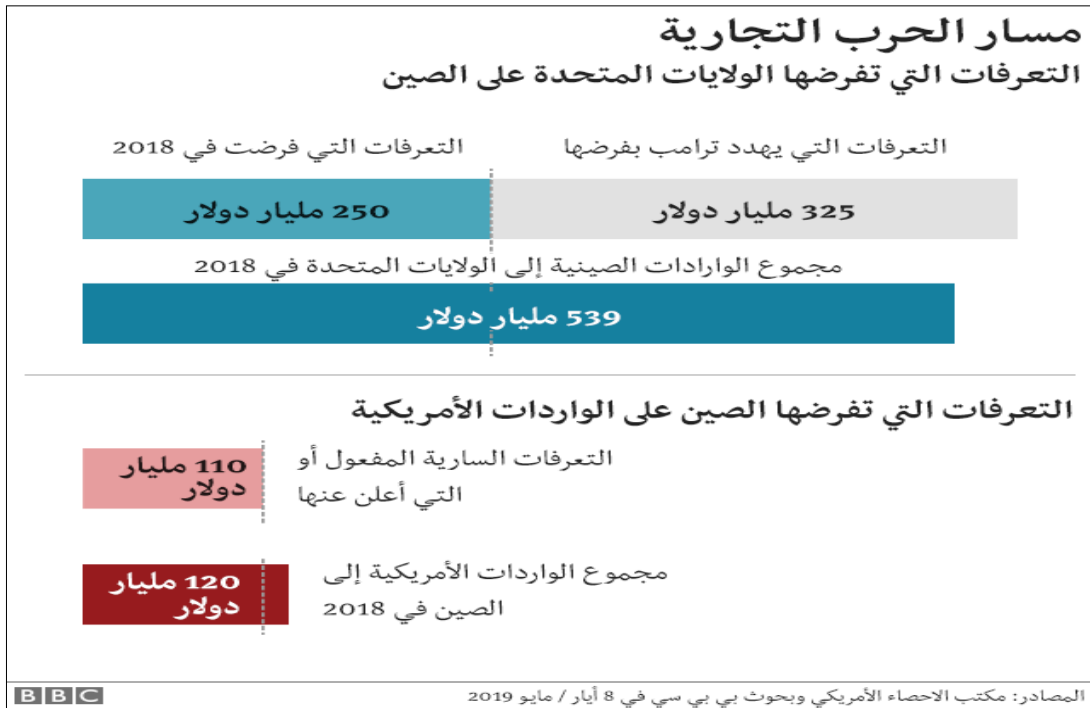 مسار الحرب التجارية
التعرفات التي تفرضها الولايات المتحدة على الصين
التعرفات التي يهدد ترامب بفرضها
التعرفات التي فرضت في 2018
325 مليار دولار
250 مليار دولار
مجموع الوارادات الصينية إلى الولايات المتحدة في 2018
539 مليار دولار
التعرفات التي تفرضها الصين على الواردات الأمريكية
التعرفات السارية المفعول أو
التي أعلن عنها
110 مليار
دولار
مجموع الواردات الأمريكية إلى
الصين في 2018
120 مليار
دولار
المصادر: مكتب الاحصاء الأمريكي وبحوث بي بي سي في 8 أيار / مايو 2019
BBC